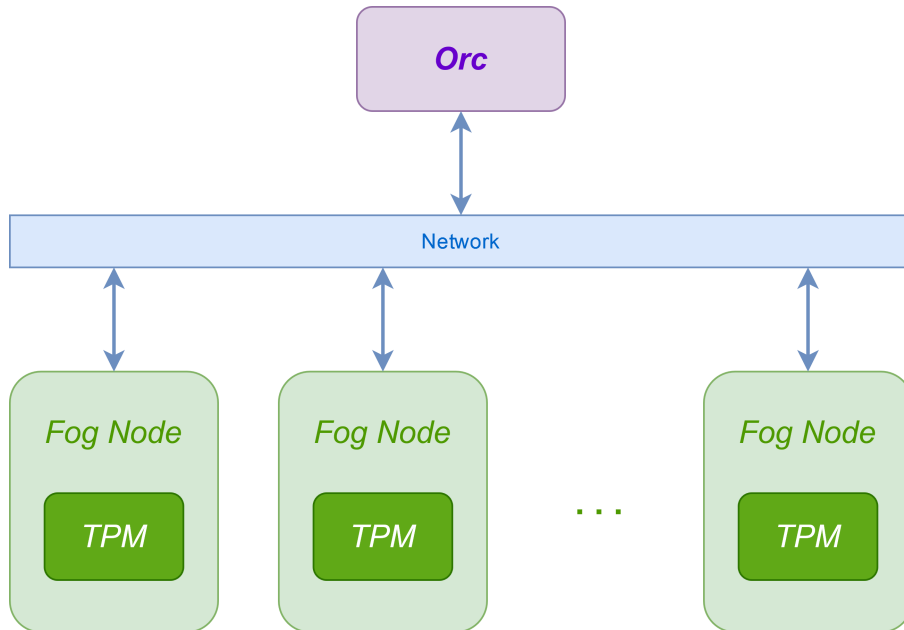 Orc
Network
Fog Node
Fog Node
Fog Node
TPM
TPM
. . .
TPM